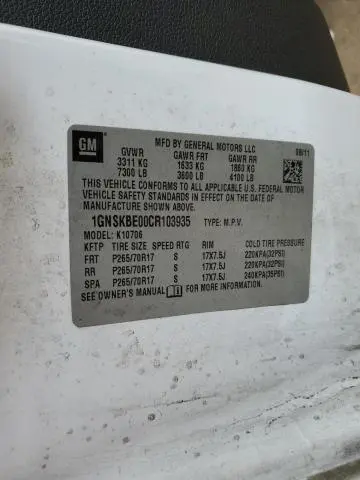 GM
MFD BY GENERAL MOTORS LLC 08/11
GVWR GAWR FRT GAWR RR
3311 KG 1633 KG 1860 KG
7300 LB 3600 LB 4100 LB
THIS VEHICLE CONFORMS TO ALL APPLICABLE U.S. FEDERAL MOTOR
VEHICLE SAFETY STANDARDS IN EFFECT ON THE DATE OF
MANUFACTURE SHOWN ABOVE.
1GNSKBE00CR103935 TYPE: M.P.V.
MODEL: K10706
KFTP TIRE SIZE SPEED RTG RIM COLD TIRE PRESSURE
FRT P265/70R17 S 17X7.5J 220KPA(32PSI)
RR P265/70R17 S 17X7.5J 220KPA(32PSI)
SPA P265/70R17 S 17X7.5J 240KPA(35PSI)
SEE OWNER'S MANUAL FOR MORE INFORMATION.